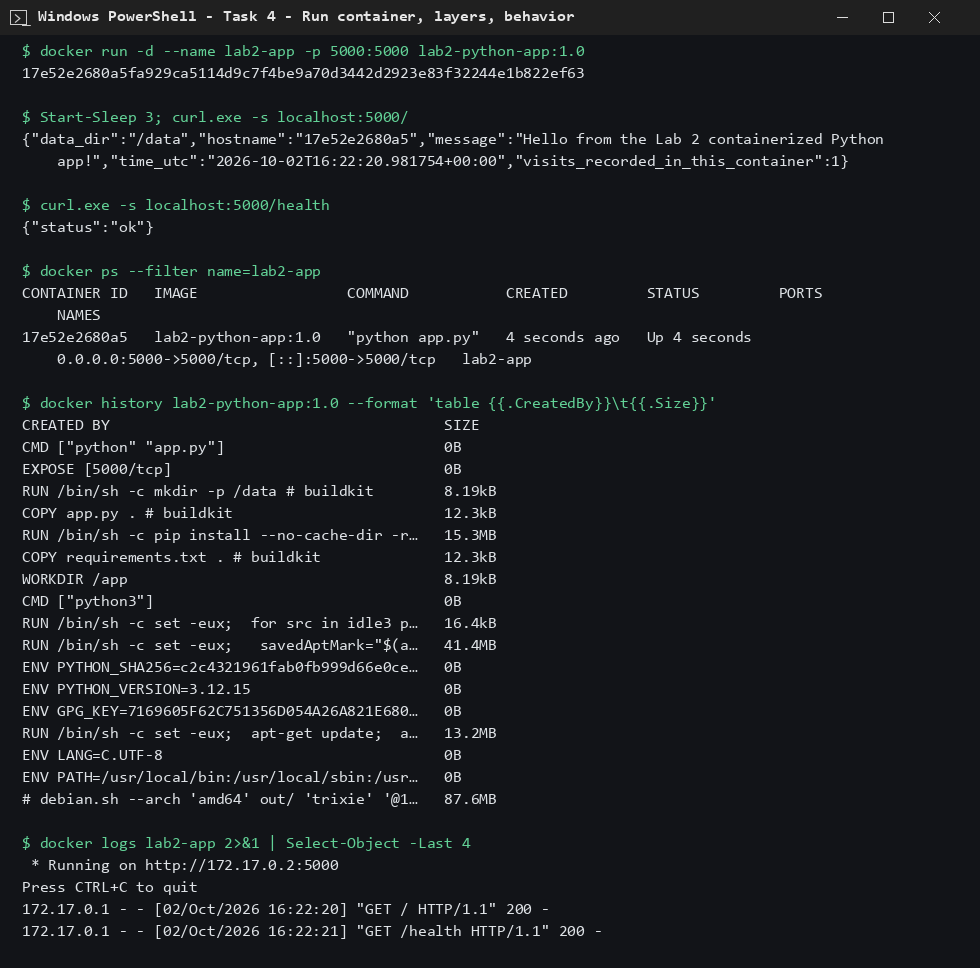 Windows PowerShell - Task 4 - Run container, layers, behavior
$ docker run -d --name lab2-app -p 5000:5000 lab2-python-app:1.0
17e52e2680a5fa929ca5114d9c7f4be9a70d3442d2923e83f32244e1b822ef63
$ Start-Sleep 3; curl.exe -s localhost:5000/
{"data_dir":"/data","hostname":"17e52e2680a5","message":"Hello from the Lab 2 containerized Python
app!","time_utc":"2026-10-02T16:22:20.981754+00:00","visits_recorded_in_this_container":1}
$ curl.exe -s localhost:5000/health
{"status":"ok"}
$ docker ps --filter name=lab2-app
CONTAINER ID   IMAGE                 COMMAND           CREATED         STATUS         PORTS
NAMES
17e52e2680a5   lab2-python-app:1.0   "python app.py"   4 seconds ago   Up 4 seconds
0.0.0.0:5000->5000/tcp, [::]:5000->5000/tcp   lab2-app
$ docker history lab2-python-app:1.0 --format 'table {{.CreatedBy}}\t{{.Size}}'
CREATED BY                                      SIZE
CMD ["python" "app.py"]                         0B
EXPOSE [5000/tcp]                               0B
RUN /bin/sh -c mkdir -p /data # buildkit        8.19kB
COPY app.py . # buildkit                        12.3kB
RUN /bin/sh -c pip install --no-cache-dir -r…   15.3MB
COPY requirements.txt . # buildkit              12.3kB
WORKDIR /app                                    8.19kB
CMD ["python3"]                                 0B
RUN /bin/sh -c set -eux;  for src in idle3 p…   16.4kB
RUN /bin/sh -c set -eux;   savedAptMark="$(a…   41.4MB
ENV PYTHON_SHA256=c2c4321961fab0fb999d66e0ce…   0B
ENV PYTHON_VERSION=3.12.15                      0B
ENV GPG_KEY=7169605F62C751356D054A26A821E680…   0B
RUN /bin/sh -c set -eux;  apt-get update;  a…   13.2MB
ENV LANG=C.UTF-8                                0B
ENV PATH=/usr/local/bin:/usr/local/sbin:/usr…   0B
# debian.sh --arch 'amd64' out/ 'trixie' '@1…   87.6MB
$ docker logs lab2-app 2>&1 | Select-Object -Last 4
* Running on http://172.17.0.2:5000
Press CTRL+C to quit
172.17.0.1 - - [02/Oct/2026 16:22:20] "GET / HTTP/1.1" 200 -
172.17.0.1 - - [02/Oct/2026 16:22:21] "GET /health HTTP/1.1" 200 -